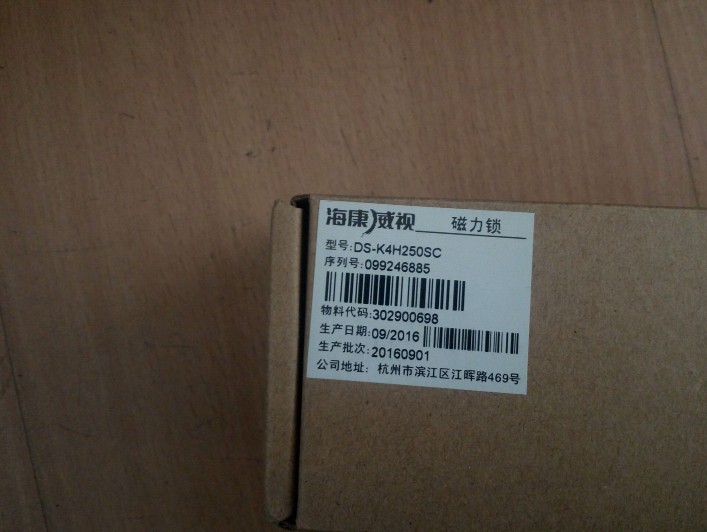 海康威视 磁力锁
型号:DS-K4H250SC
序列号:099246885
物料代码:302900698
生产日期:09/2016
生产批次:20160901
公司地址: 杭州市滨江区江晖路469号